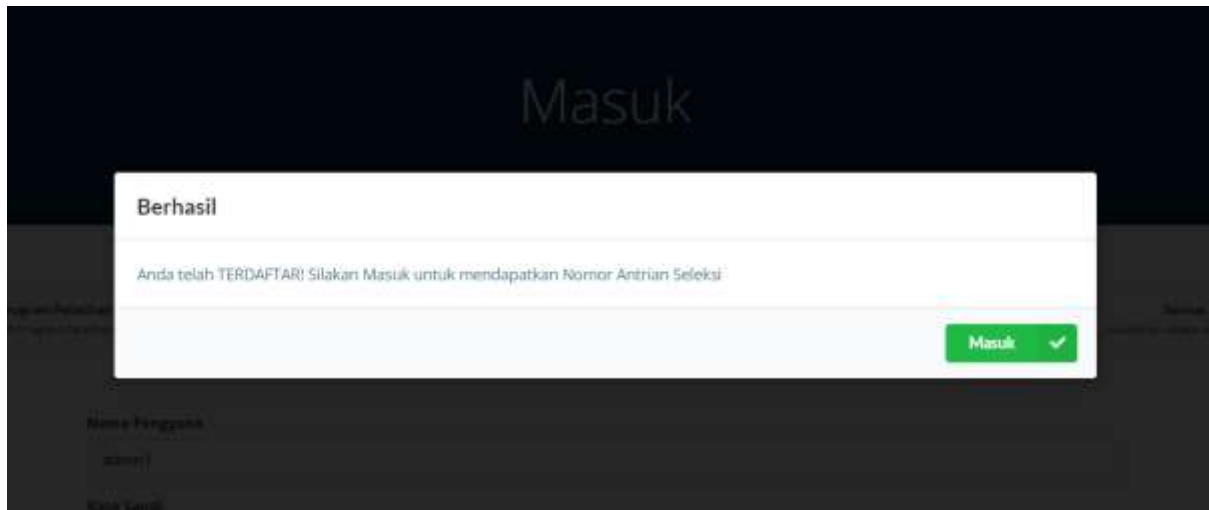 Masuk
Berhasil
Anda telah TERDAFTAR! Silakan Masuk untuk mendapatkan Nomor Antrian Seleksi
Masuk
Nama Pengguna
Kata Sandi